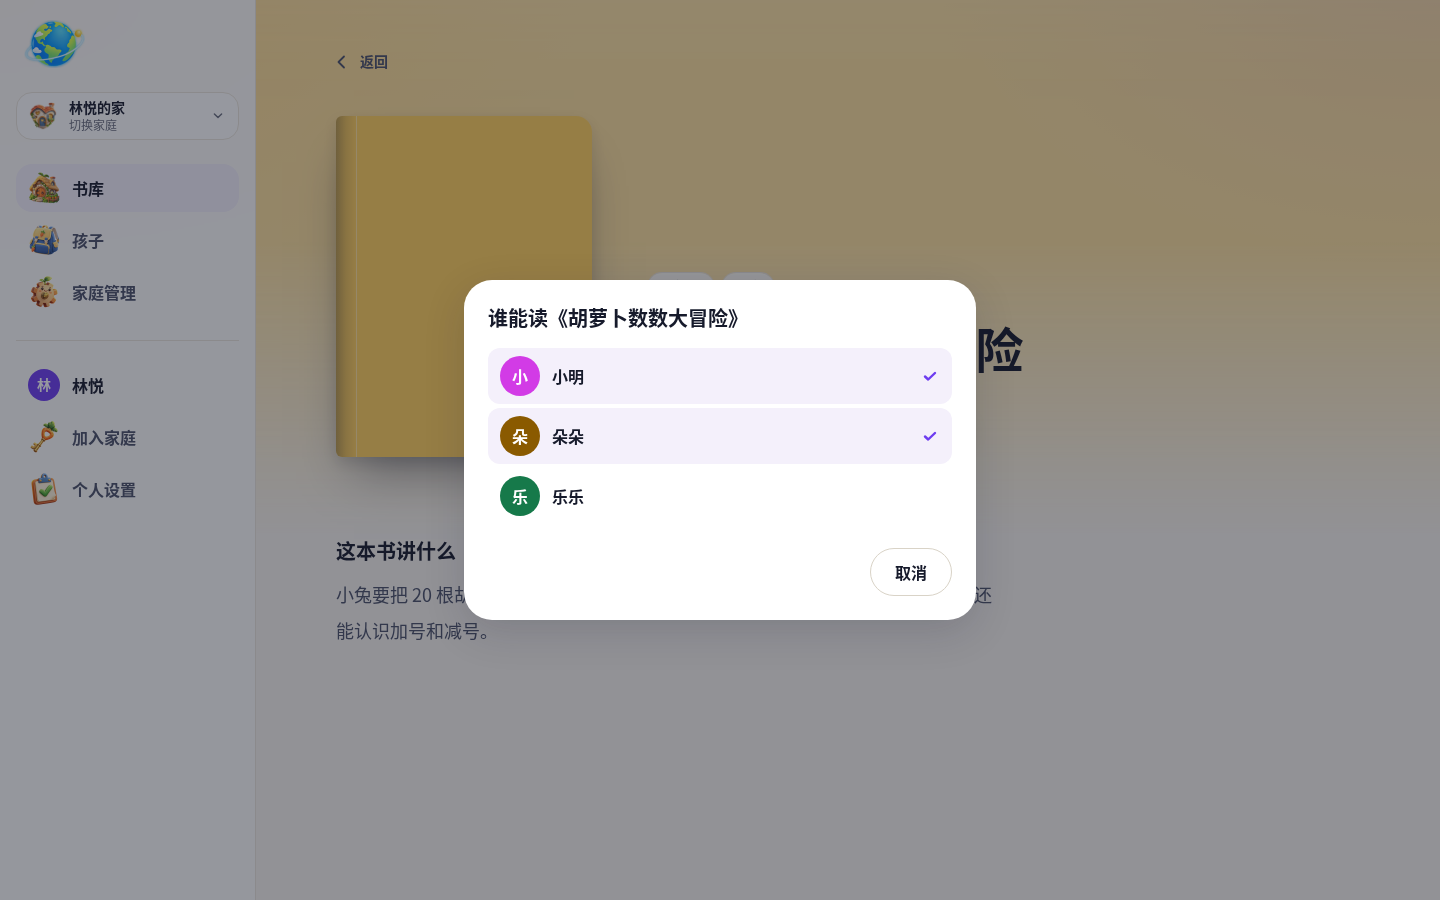 返回
林悦的家
切换家庭
书库
孩子
家庭管理
林
林悦
加入家庭
个人设置
险
谁能读《胡萝卜数数大冒险》
小
小明
朵
朵朵
乐
乐乐
取消
这本书讲什么
小兔要把 20 根
还
能认识加号和减号。